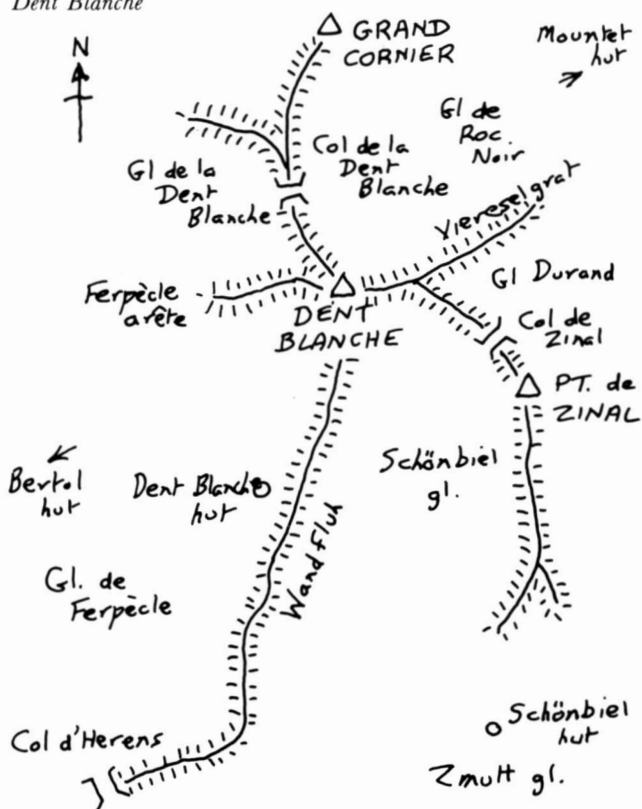 Dent Blanche
N
GRAND
CORNIER
Mountet
hut
Gl de
Roc
Noir
Col de la
Dent
Blanche
Gl de la
Dent
Blanche
Viereselgrat
Ferpècle
arête
DENT
BLANCHE
Gl Durand
Col de
Zinal
PT. de
ZINAL
Bertol
hut
Dent Blanche
hut
Schönbiel
gl.
Wandfluh
Gl. de
Ferpècle
Col d'Herens
Schönbiel
hut
Zmutt gl.